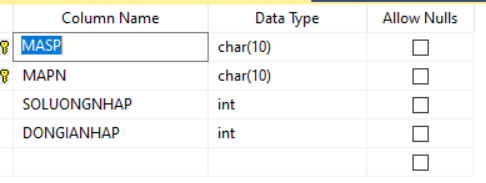 Column Name Data Type Allow Nulls
MASP char(10)
MAPN char(10)
SOLUONGNHAP int
DONGIANHAP int